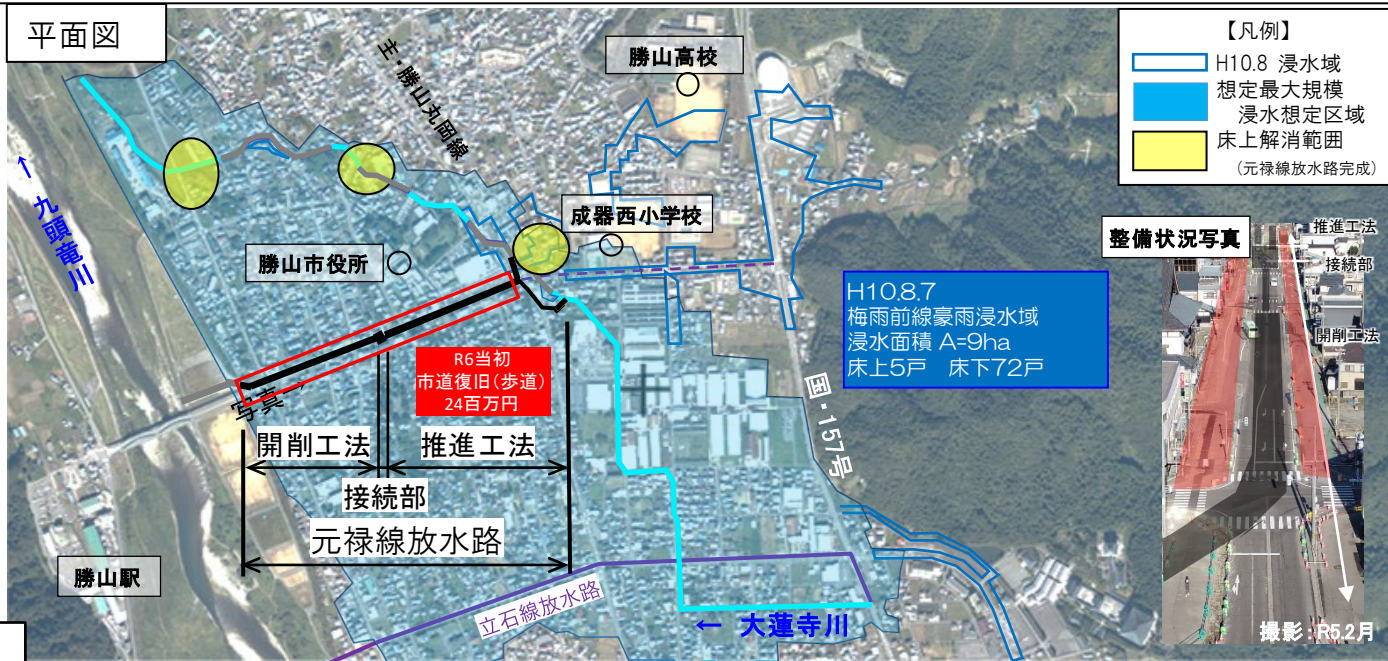 平面図
【凡例】
H10.8 浸水域
想定最大規模
浸水想定区域
床上解消範囲
(元禄線放水路完成)
勝山高校
主・勝山丸岡線
成器西小学校
勝山市役所
← 九頭竜川
整備状況写真
推進工法
接続部
開削工法
H10.8.7
梅雨前線豪雨浸水域
浸水面積 A=9ha
床上5戸 床下72戸
国・157号
R6当初
市道復旧(歩道)
24百万円
写真
開削工法
推進工法
接続部
元禄線放水路
勝山駅
立石線放水路
← 大蓮寺川
撮影:R5.2月